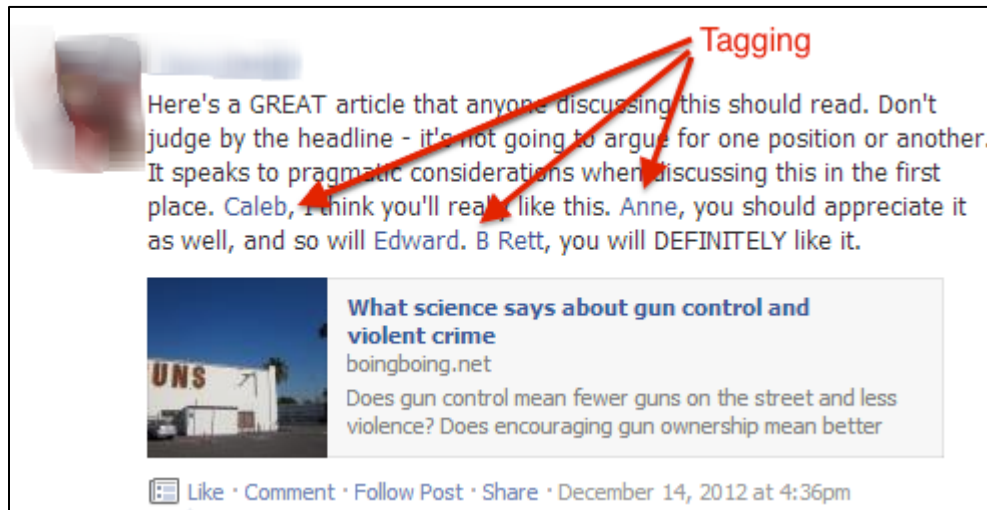 Tagging
Here's a GREAT article that anyone discussing this should read. Don't
judge by the headline - it's not going to argue for one position or another.
It speaks to pragmatic considerations when discussing this in the first
place. Caleb, I think you'll really like this. Anne, you should appreciate it
as well, and so will Edward. B Rett, you will DEFINITELY like it.
What science says about gun control and
violent crime
boingboing.net
Does gun control mean fewer guns on the street and less
violence? Does encouraging gun ownership mean better
UNS
Like · Comment · Follow Post · Share · December 14, 2012 at 4:36pm